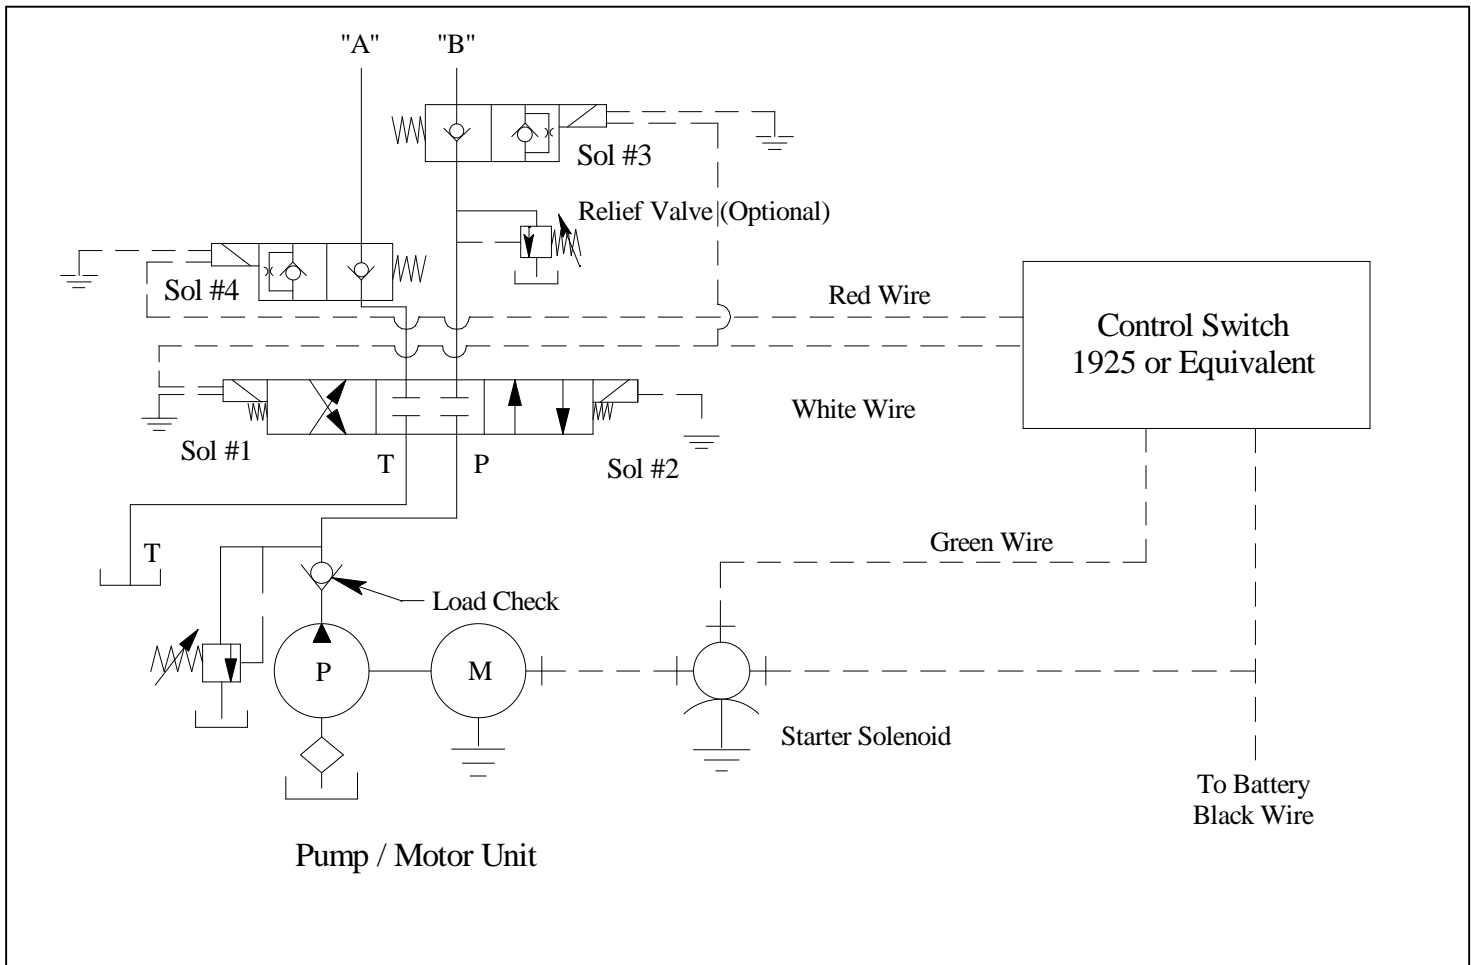 "A" "B"
Sol #3
Relief Valve (Optional)
Sol #4
Red Wire
Control Switch
1925 or Equivalent
White Wire
Sol #1
T P
Sol #2
Green Wire
T
Load Check
P M
Starter Solenoid
To Battery
Black Wire
Pump / Motor Unit